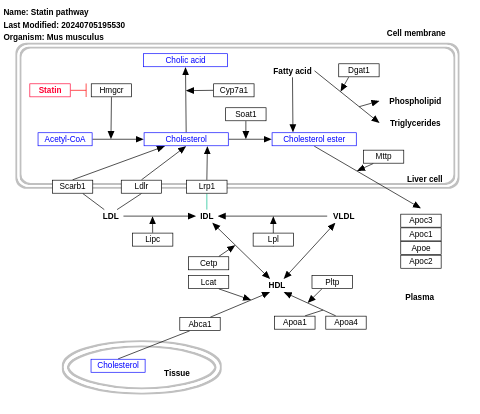 Name: Statin pathway
Last Modified: 20240705195530
Organism: Mus musculus
Cell membrane
Cholic acid
Fatty acid
Dgat1
Statin
Hmgcr
Cyp7a1
Phospholipid
Soat1
Triglycerides
Acetyl-CoA
Cholesterol
Cholesterol ester
Mttp
Liver cell
Scarb1
Ldlr
Lrp1
LDL
IDL
VLDL
Apoc3
Apoc1
Apoe
Apoc2
Lipc
Lpl
Cetp
Lcat
HDL
Pltp
Plasma
Abca1
Apoa1
Apoa4
Cholesterol
Tissue